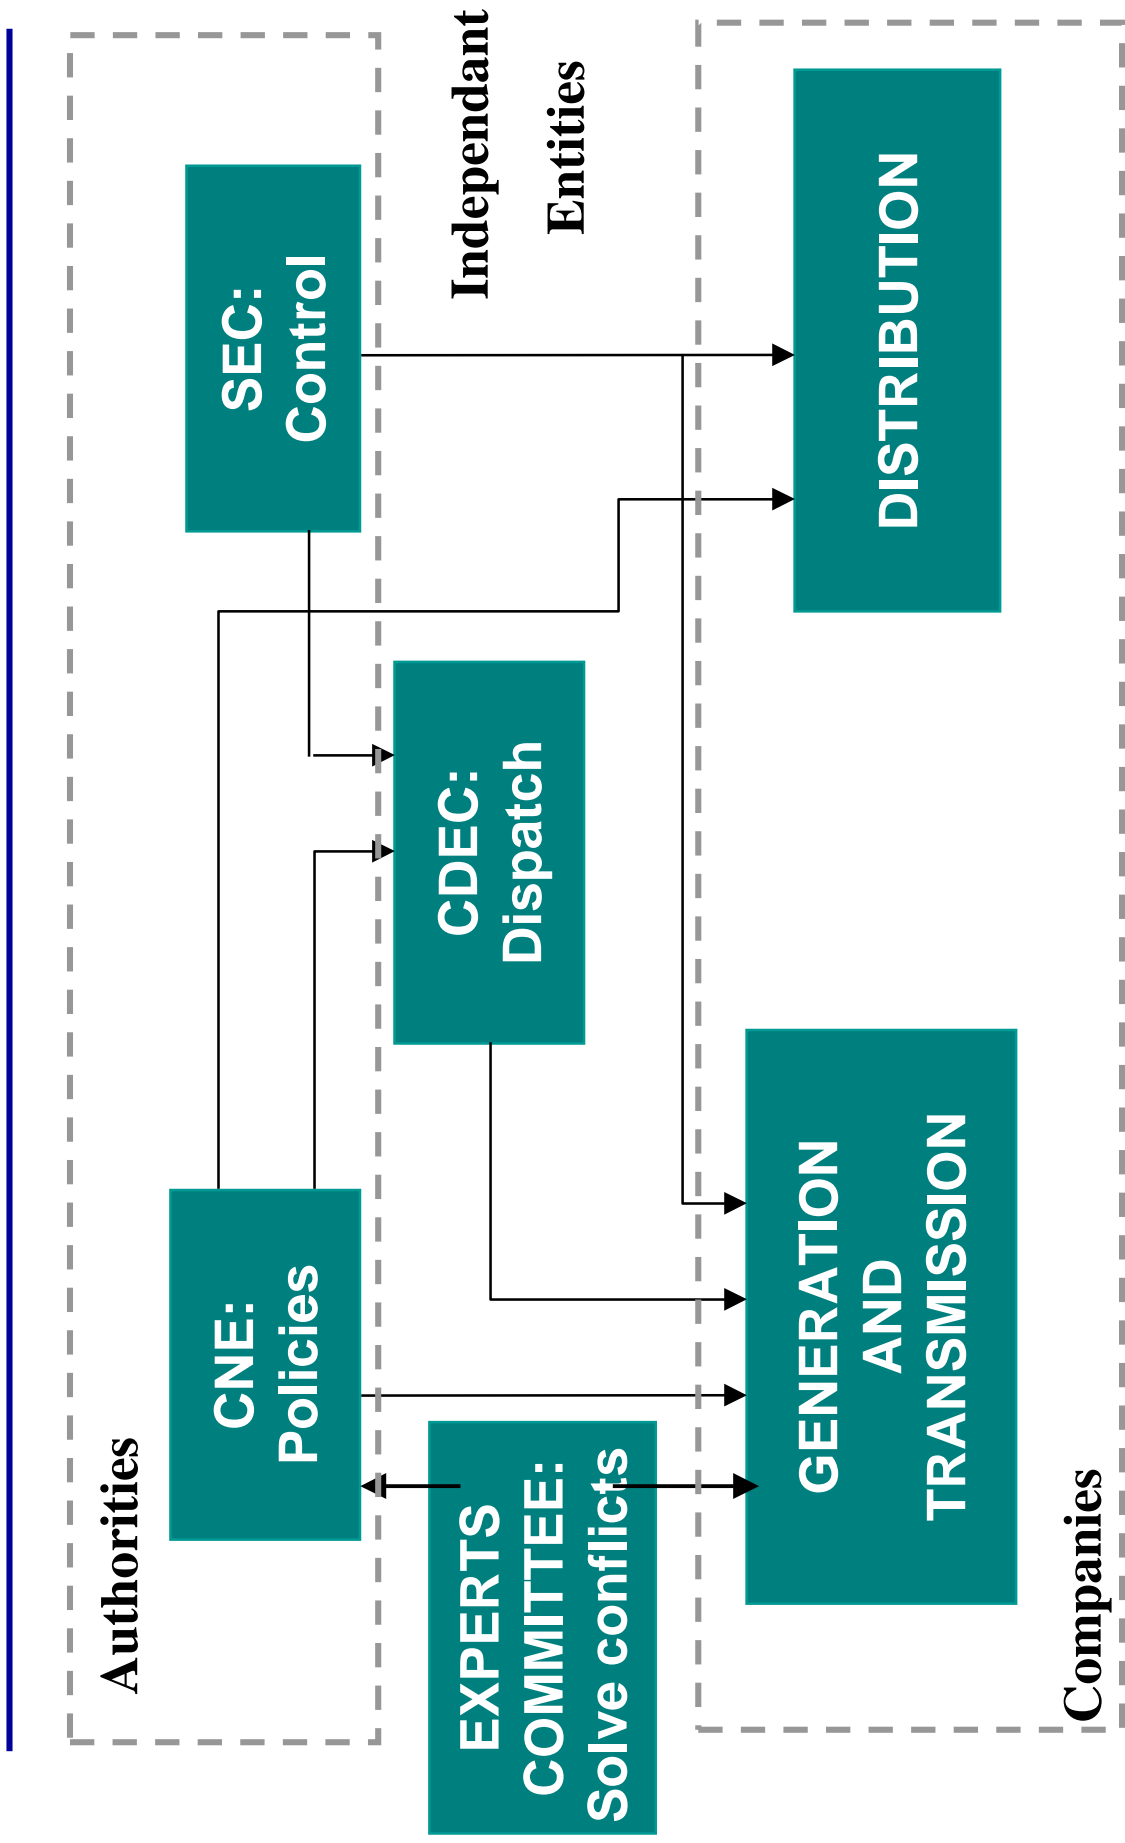 Authorities
CNE:
Policies
SEC:
Control
Independant
Entities
CDEC:
Dispatch
EXPERTS
COMMITTEE:
Solve conflicts
GENERATION
AND
TRANSMISSION
DISTRIBUTION
Companies